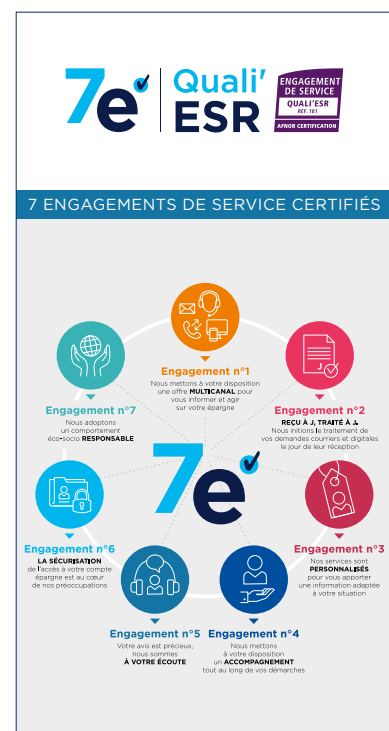 7e
Quali'
ESR
ENGAGEMENT
DE SERVICE
QUALI'ESR
REF. 181
AFNOR CERTIFICATION
7 ENGAGEMENTS DE SERVICE CERTIFIÉS
Engagement n°1
Nous mettons à votre disposition
une offre MULTICANAL pour
vous informer et agir
sur votre épargne
Engagement n°2
REÇU À J, TRAITÉ À J.
Nous initions le traitement de
vos demandes courriers et digitales
le jour de leur réception
Engagement n°3
Nos services sont
PERSONNALISÉS
pour vous apporter
une information adaptée
à votre situation
Engagement n°4
Nous mettons
à votre disposition
un ACCOMPAGNEMENT
tout au long de vos démarches
Engagement n°5
Votre avis est précieux,
nous sommes
À VOTRE ÉCOUTE
Engagement n°6
LA SÉCURISATION
de l'accès à votre compte
épargne est au cœur
de nos préoccupations
Engagement n°7
Nous adoptons
un comportement
éco-socio RESPONSABLE
7e